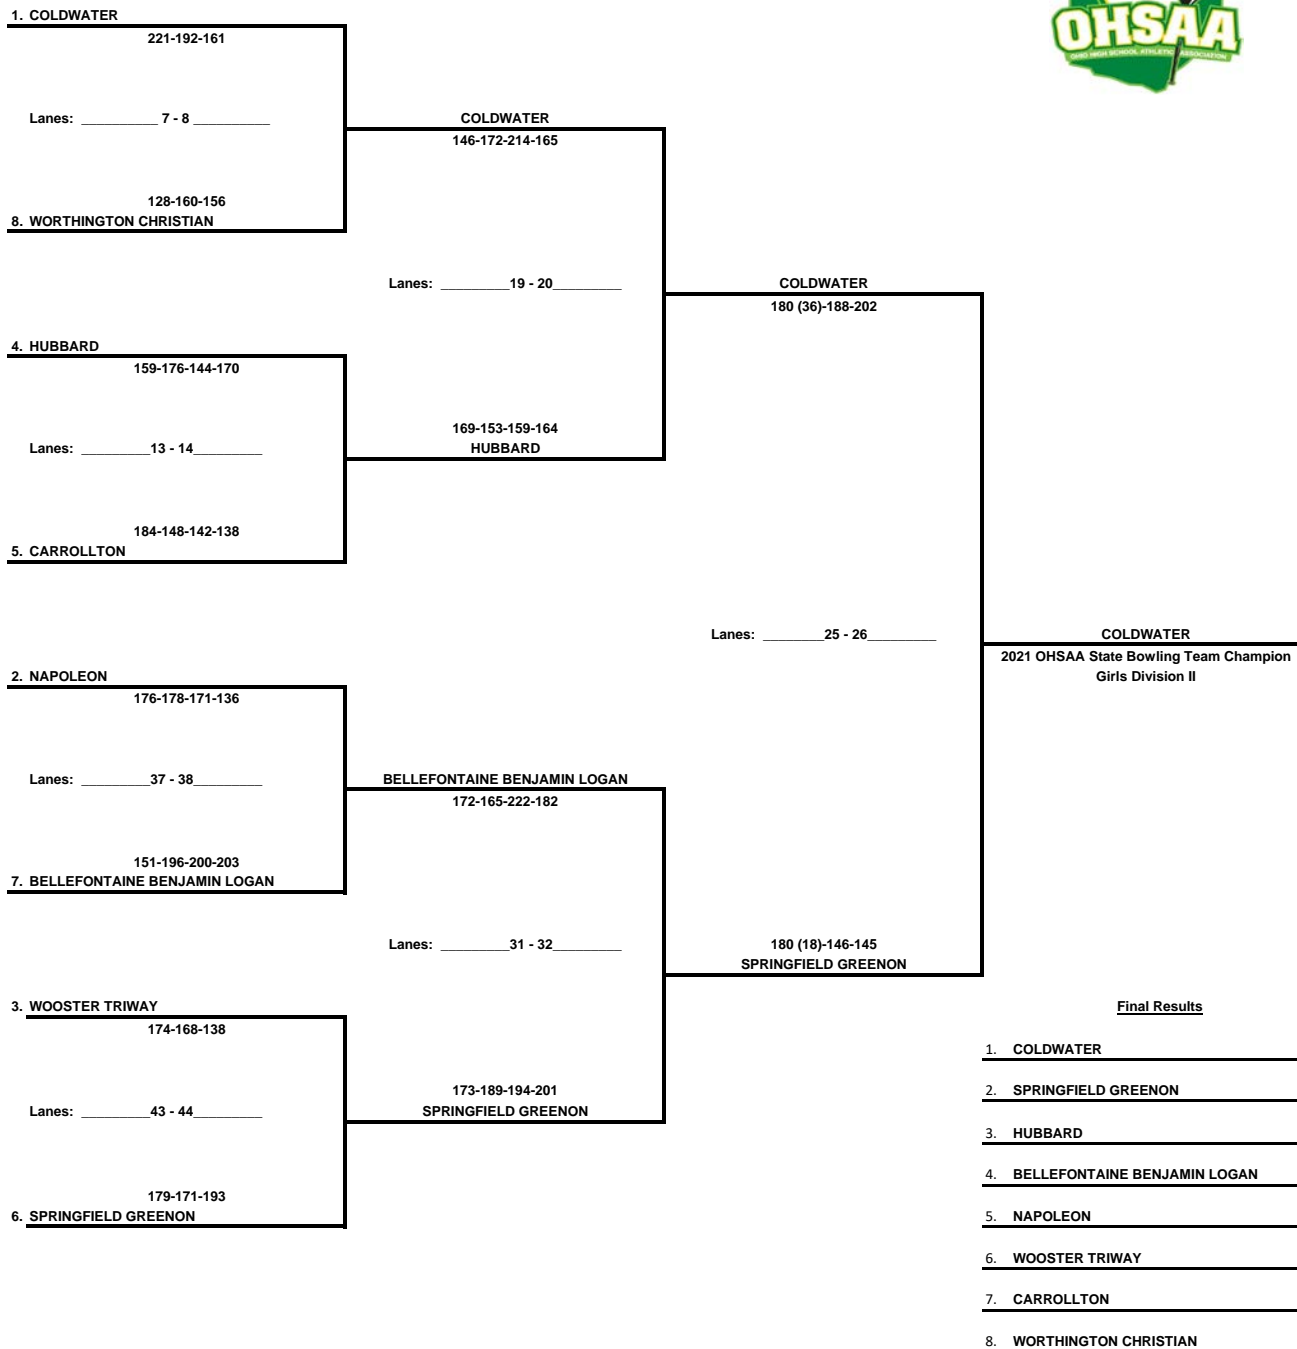 OHSAA
OHIO HIGH SCHOOL ATHLETIC ASSOCIATION
1. COLDWATER
221-192-161
Lanes: __________ 7 - 8 __________
128-160-156
8. WORTHINGTON CHRISTIAN
COLDWATER
146-172-214-165
Lanes: _________19 - 20_________
169-153-159-164
HUBBARD
4. HUBBARD
159-176-144-170
Lanes: _________13 - 14_________
184-148-142-138
5. CARROLLTON
COLDWATER
180 (36)-188-202
Lanes: ________25 - 26_________
180 (18)-146-145
SPRINGFIELD GREENON
COLDWATER
2021 OHSAA State Bowling Team Champion
Girls Division II
2. NAPOLEON
176-178-171-136
Lanes: _________37 - 38_________
151-196-200-203
7. BELLEFONTAINE BENJAMIN LOGAN
BELLEFONTAINE BENJAMIN LOGAN
172-165-222-182
Lanes: _________31 - 32_________
173-189-194-201
SPRINGFIELD GREENON
3. WOOSTER TRIWAY
174-168-138
Lanes: _________43 - 44_________
179-171-193
6. SPRINGFIELD GREENON
Final Results
1. COLDWATER
2. SPRINGFIELD GREENON
3. HUBBARD
4. BELLEFONTAINE BENJAMIN LOGAN
5. NAPOLEON
6. WOOSTER TRIWAY
7. CARROLLTON
8. WORTHINGTON CHRISTIAN